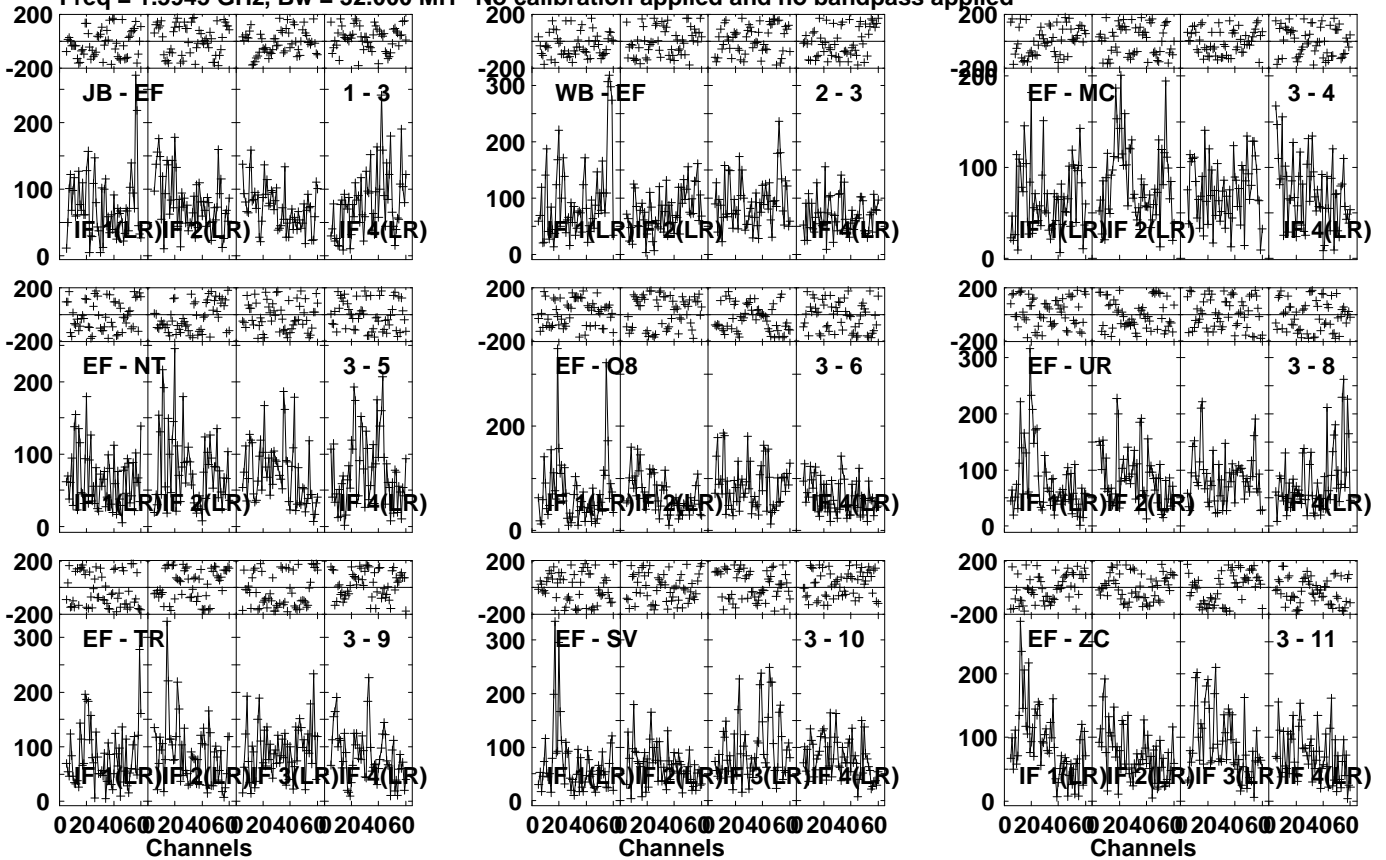 Freq = 1.5945 GHz, Bw = 32.000 MH No calibration applied and no bandpass applied
200
-200
JB - EF 1 - 3
200
100
0
IF 1(LR) IF 2(LR) IF 4(LR)
200
-200
WB - EF 2 - 3
300
200
100
0
IF 1(LR) IF 2(LR) IF 4(LR)
200
-200
EF - MC 3 - 4
200
100
0
IF 1(LR) IF 2(LR) IF 4(LR)
200
-200
EF - NT 3 - 5
200
100
0
IF 1(LR) IF 2(LR) IF 4(LR)
200
-200
EF - O8 3 - 6
200
0
IF 1(LR) IF 2(LR) IF 4(LR)
200
-200
EF - UR 3 - 8
300
200
100
0
IF 1(LR) IF 2(LR) IF 4(LR)
200
-200
EF - TR 3 - 9
300
200
100
0
IF 1(LR) IF 2(LR) IF 3(LR) IF 4(LR)
0 20 40 60 0 20 40 60 0 20 40 60 0 20 40 60
Channels
200
-200
EF - SV 3 - 10
300
200
100
0
IF 1(LR) IF 2(LR) IF 3(LR) IF 4(LR)
0 20 40 60 0 20 40 60 0 20 40 60 0 20 40 60
Channels
200
-200
EF - ZC 3 - 11
200
100
0
IF 1(LR) IF 2(LR) IF 3(LR) IF 4(LR)
0 20 40 60 0 20 40 60 0 20 40 60 0 20 40 60
Channels